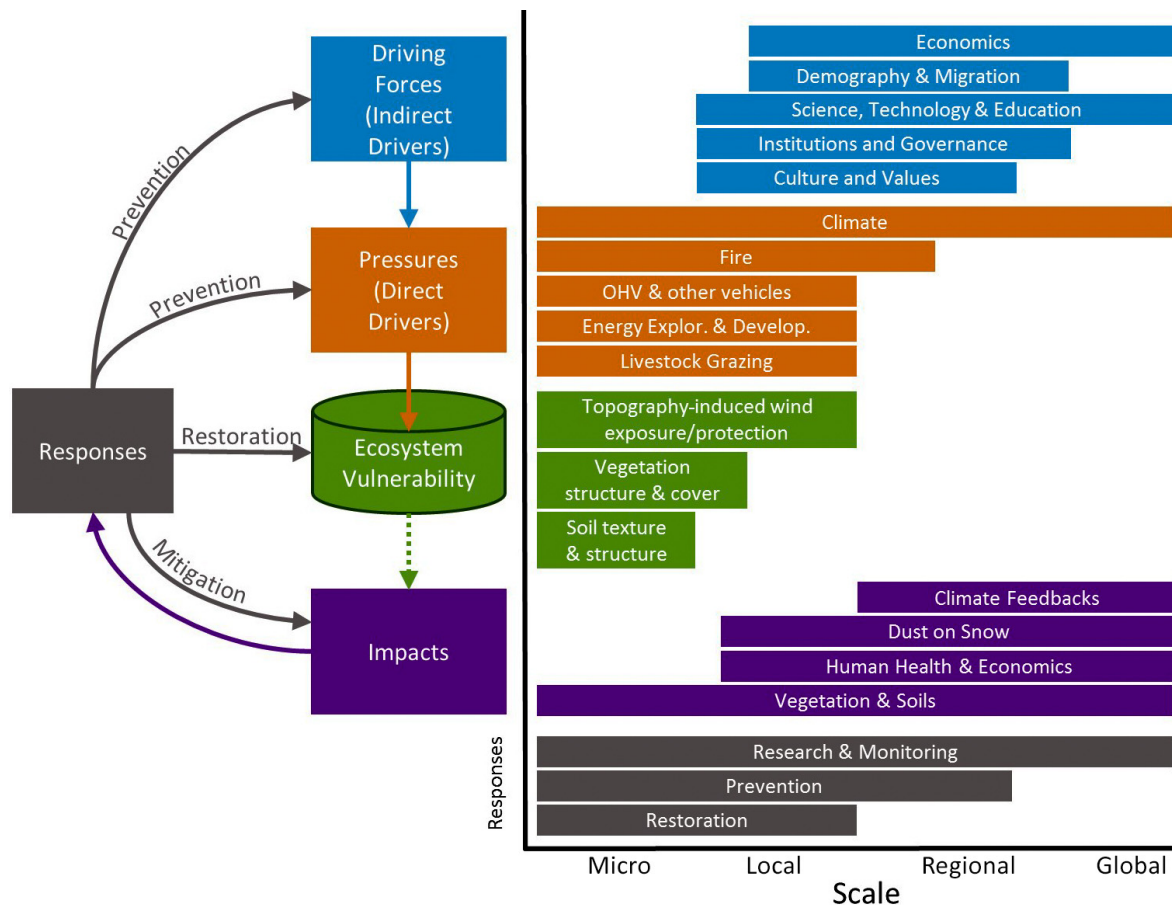 Driving
Forces
(Indirect
Drivers)
Prevention
Pressures
(Direct
Drivers)
Prevention
Responses
Restoration
Ecosystem
Vulnerability
Mitigation
Impacts
Economics
Demography & Migration
Science, Technology & Education
Institutions and Governance
Culture and Values
Climate
Fire
OHV & other vehicles
Energy Explor. & Develop.
Livestock Grazing
Topography-induced wind
exposure/protection
Vegetation
structure & cover
Soil texture
& structure
Climate Feedbacks
Dust on Snow
Human Health & Economics
Vegetation & Soils
Responses
Research & Monitoring
Prevention
Restoration
Micro Local Regional Global
Scale